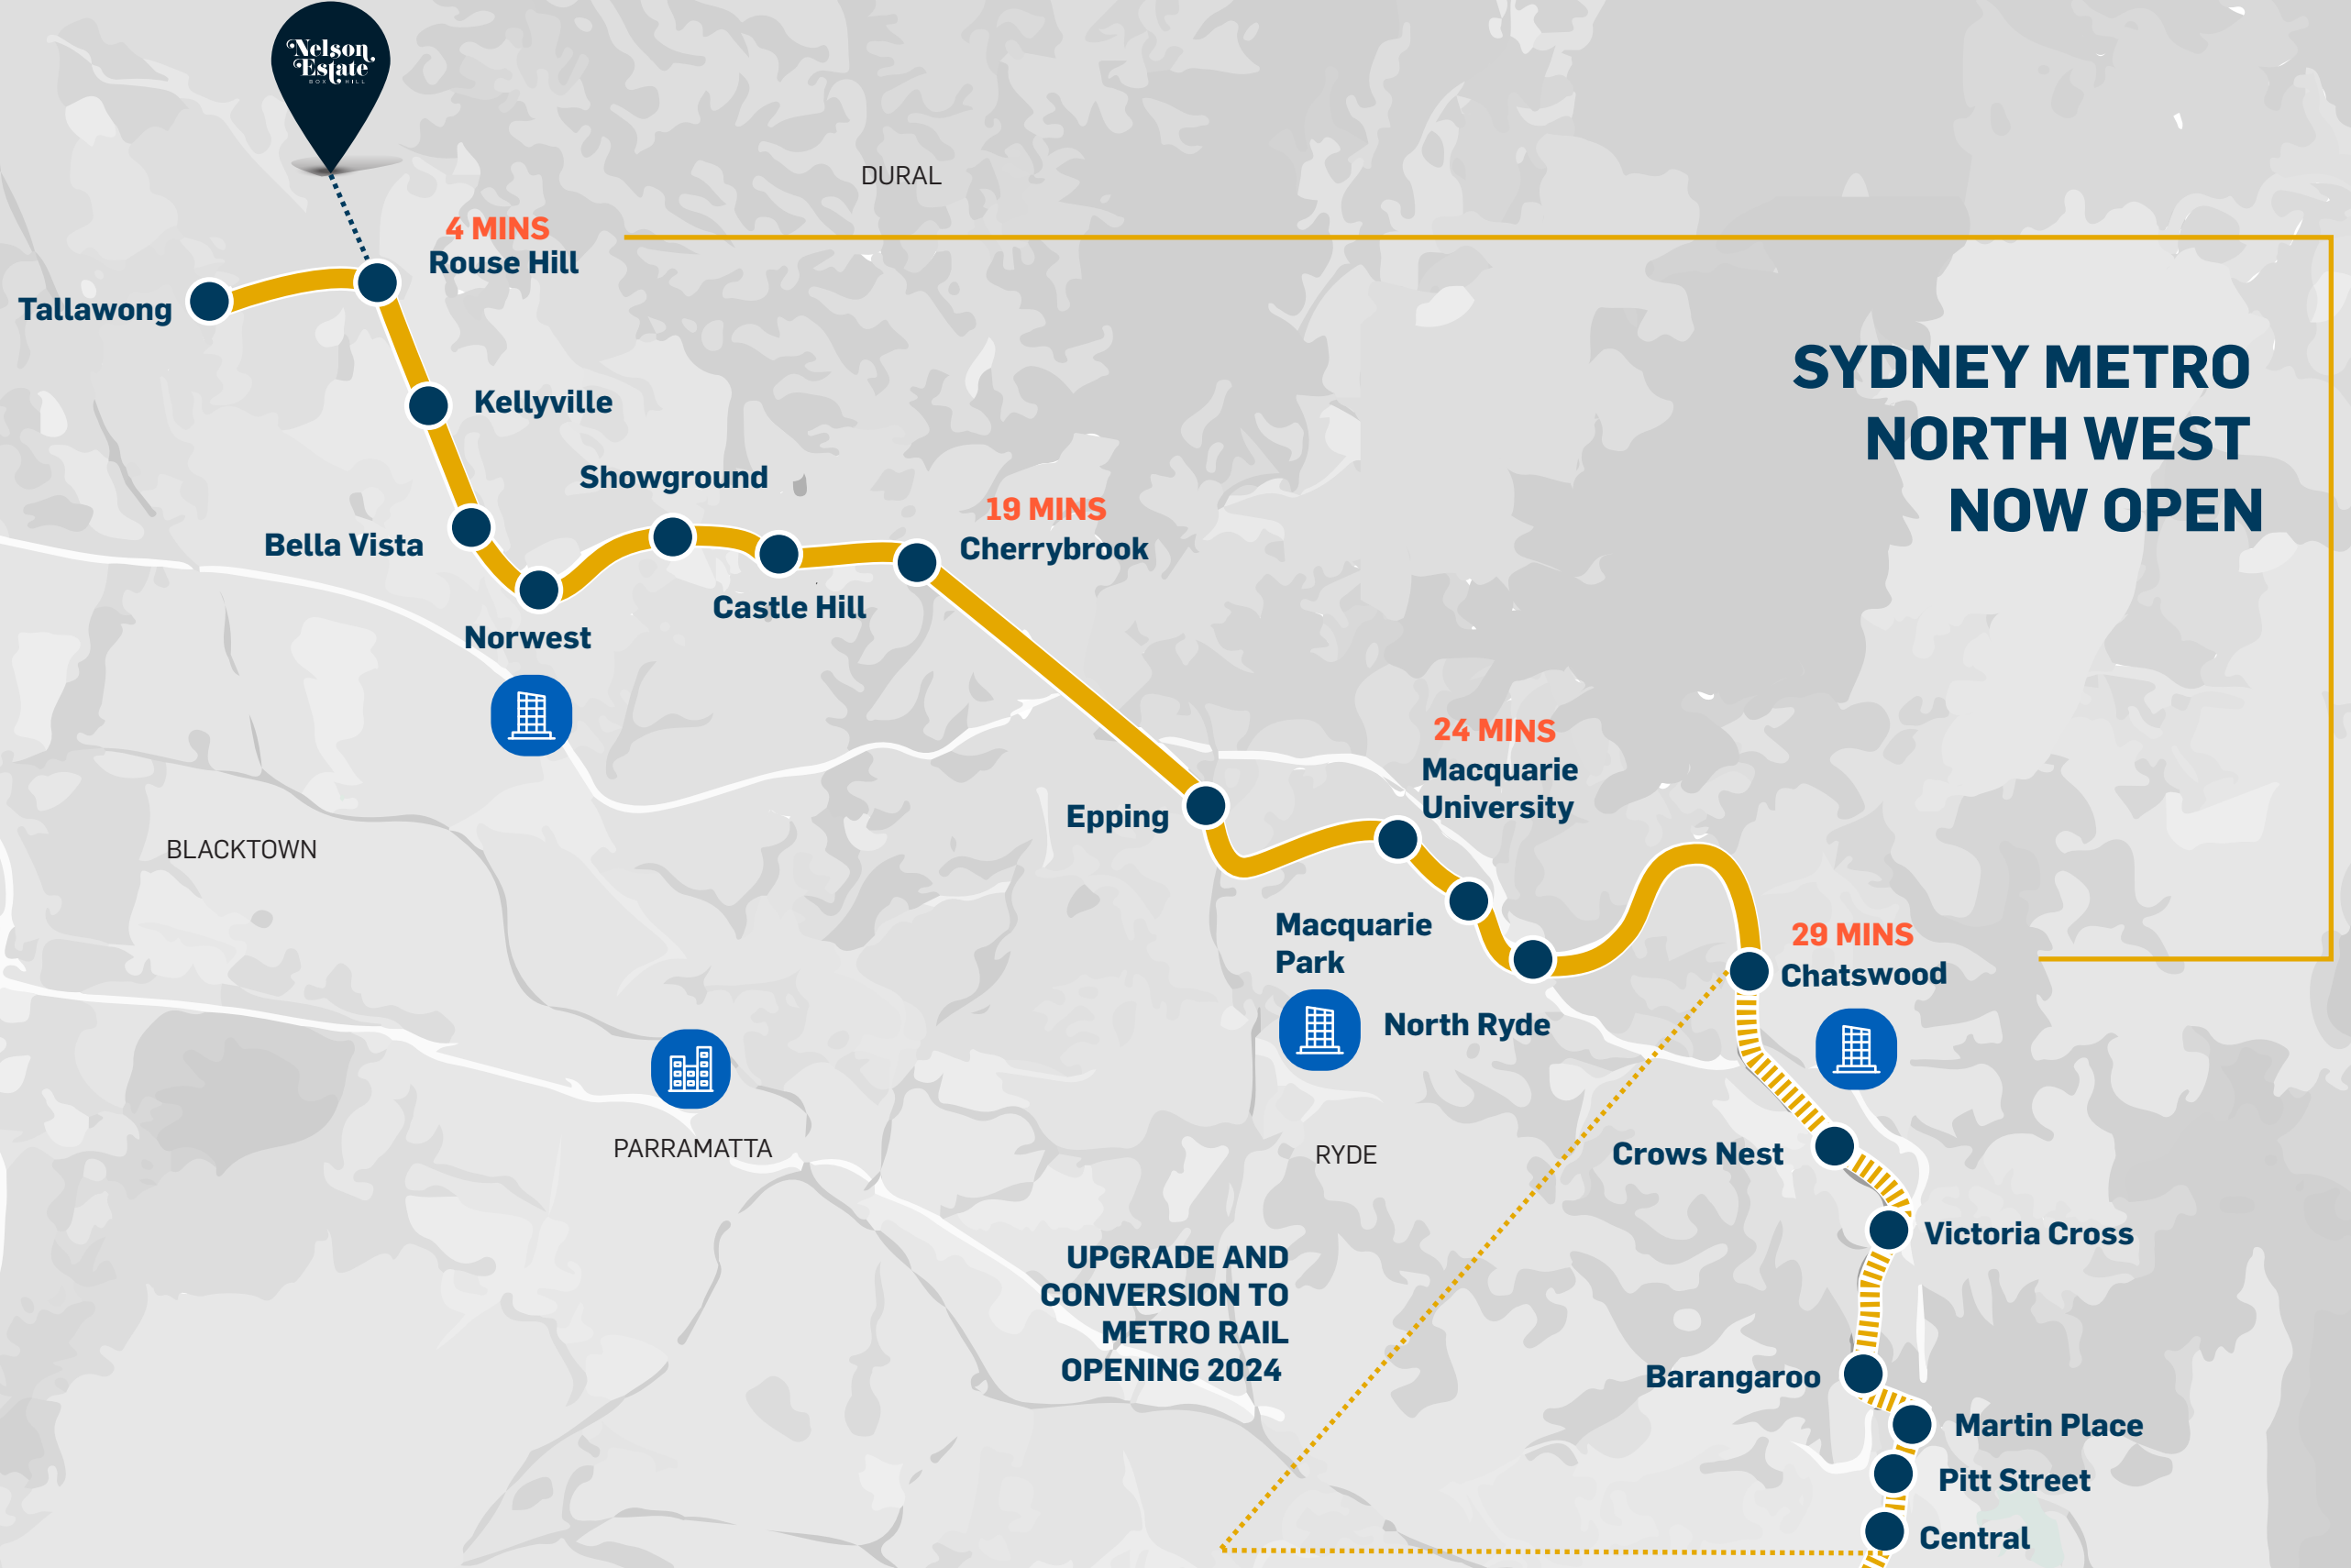 Nelson
Estate
BOX HILL
DURAL
4 MINS
Rouse Hill
Tallawong
SYDNEY METRO
NORTH WEST
NOW OPEN
Kellyville
Showground
19 MINS
Cherrybrook
Bella Vista
Castle Hill
Norwest
24 MINS
Macquarie
University
Epping
BLACKTOWN
Macquarie
Park
29 MINS
Chatswood
North Ryde
PARRAMATTA
RYDE
Crows Nest
Victoria Cross
UPGRADE AND
CONVERSION TO
METRO RAIL
OPENING 2024
Barangaroo
Martin Place
Pitt Street
Central